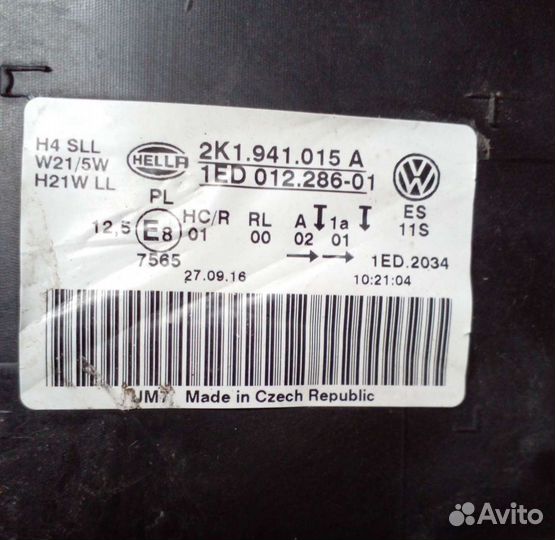 H4 SLL
W21/5W
H21W LL
HELLA
2K1.941.015 A
1ED 012.286-01
PL
12,5 E8 HC/R RL A 1a
01 00 02 01
ES
11S
7565
1ED.2034
27.09.16
10:21:04
Made in Czech Republic
Avito